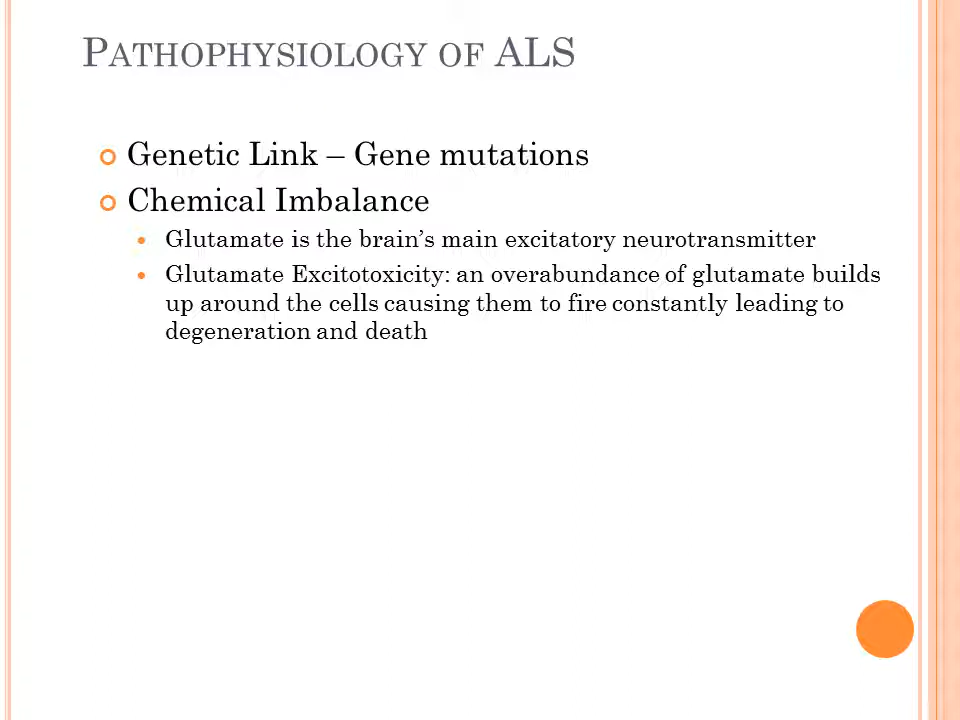 PATHOPHYSIOLOGY OF ALS
Genetic Link – Gene mutations
Chemical Imbalance
Glutamate is the brain’s main excitatory neurotransmitter
Glutamate Excitotoxicity: an overabundance of glutamate builds
up around the cells causing them to fire constantly leading to
degeneration and death